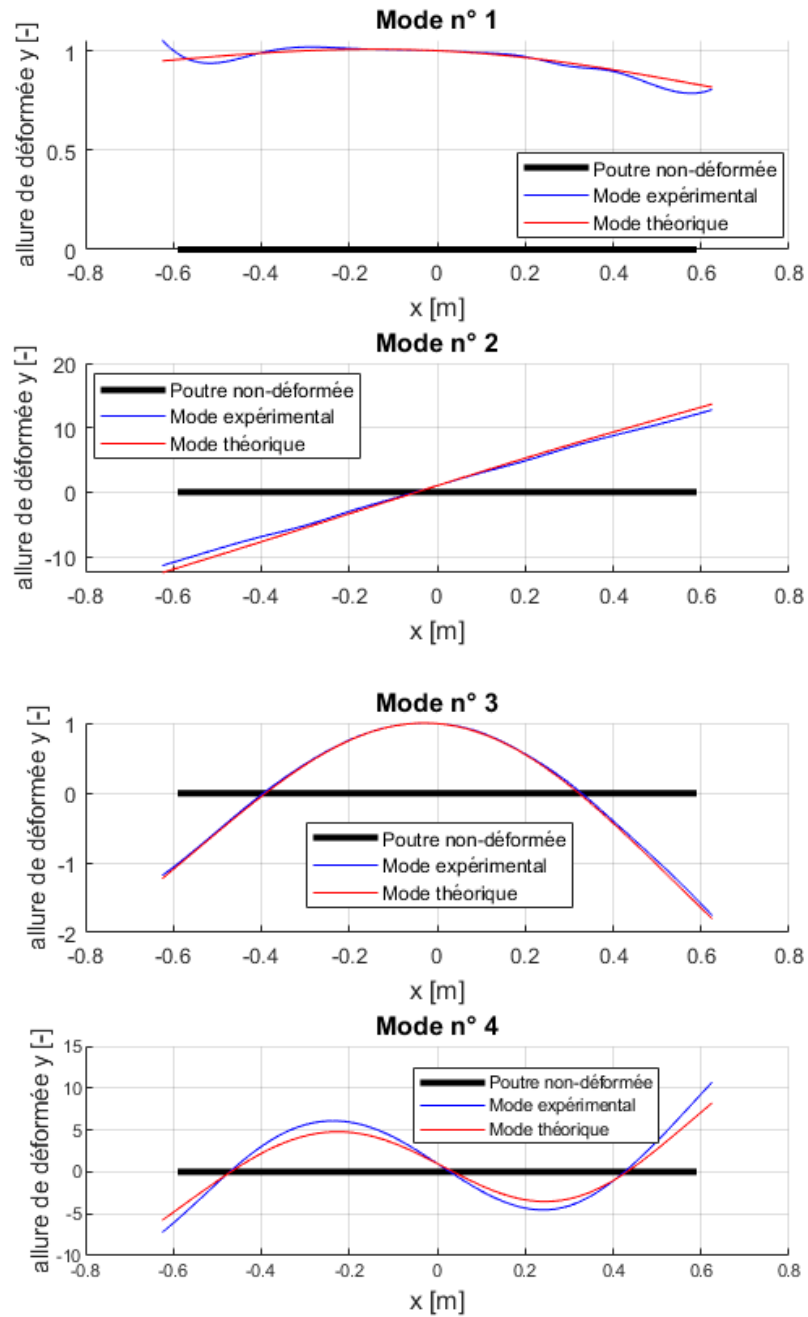 Mode n° 1
allure de déformée y [-]
1
0.5
0
Poutre non-déformée
Mode expérimental
Mode théorique
-0.8 -0.6 -0.4 -0.2 0 0.2 0.4 0.6 0.8
x [m]
Mode n° 2
allure de déformée y [-]
20
10
0
-10
Poutre non-déformée
Mode expérimental
Mode théorique
-0.8 -0.6 -0.4 -0.2 0 0.2 0.4 0.6 0.8
x [m]
Mode n° 3
allure de déformée y [-]
1
0
-1
-2
Poutre non-déformée
Mode expérimental
Mode théorique
-0.8 -0.6 -0.4 -0.2 0 0.2 0.4 0.6 0.8
x [m]
Mode n° 4
allure de déformée y [-]
15
10
5
0
-5
-10
Poutre non-déformée
Mode expérimental
Mode théorique
-0.8 -0.6 -0.4 -0.2 0 0.2 0.4 0.6 0.8
x [m]